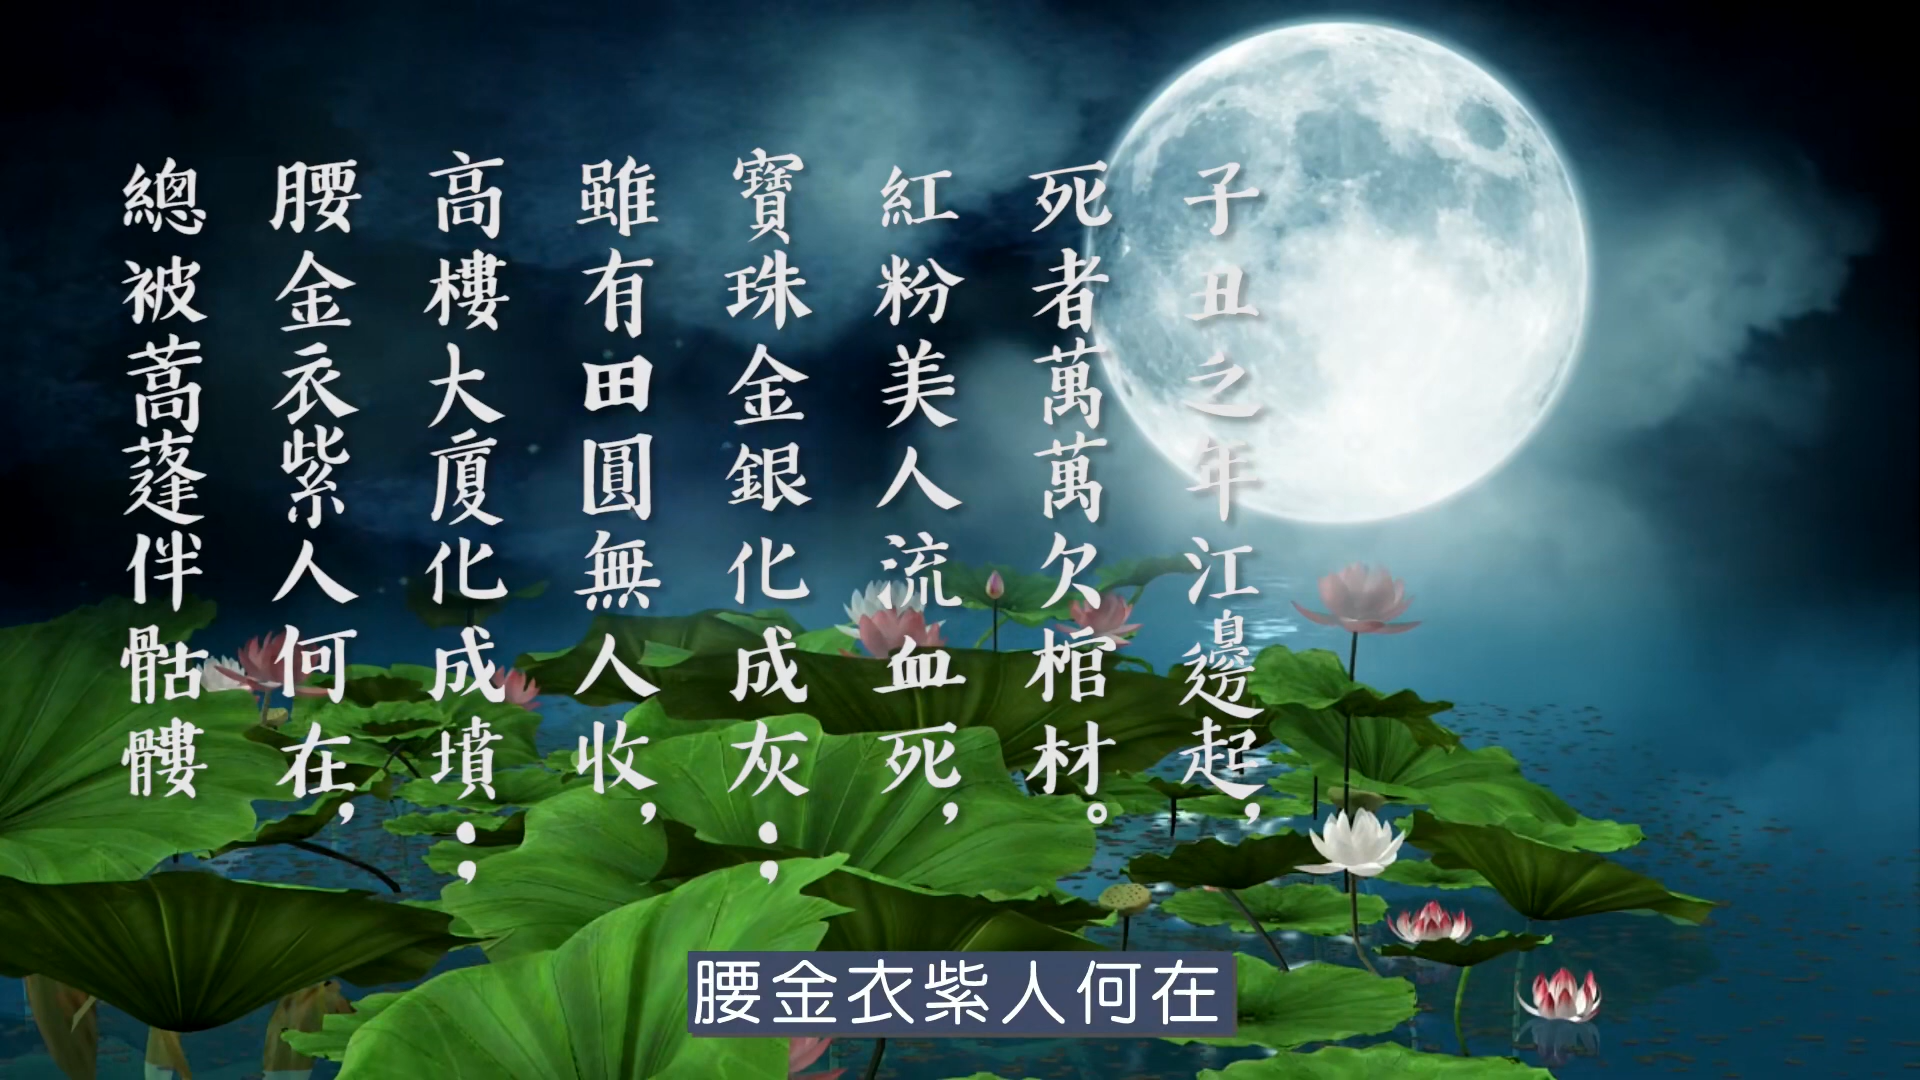 子丑之年江邊起，
死者萬萬欠棺材。
紅粉美人流血死，
寶珠金銀化成灰；
雖有田圓無人收，
高樓大廈化成墳；
腰金衣紫人何在，
總被蒿蓬伴骷髏
腰金衣紫人何在